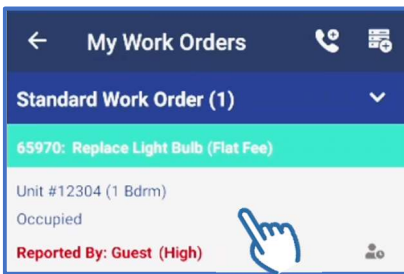 My Work Orders
Standard Work Order (1)
65970: Replace Light Bulb (Flat Fee)
Unit #12304 (1 Bdrm)
Occupied
Reported By: Guest (High)